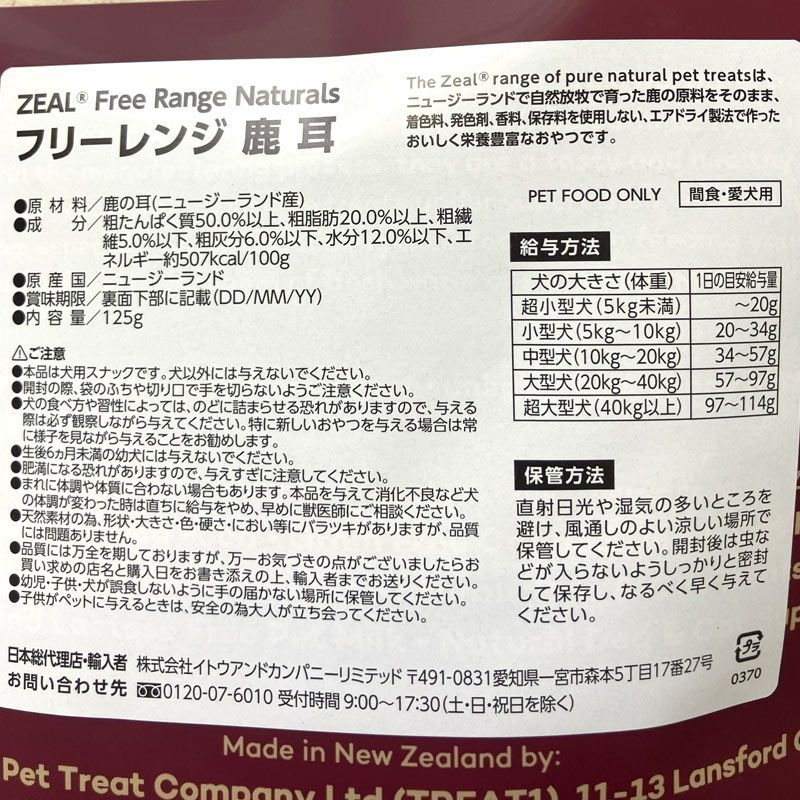 ZEAL® Free Range Naturals
フリーレンジ 鹿 耳
The Zeal® range of pure natural pet treatsは、
ニュージーランドで自然放牧で育った鹿の原料をそのまま、
着色料、発色剤、香料、保存料を使用しない、エアドライ製法で作った
おいしく栄養豊富なおやつです。
●原 材 料／鹿の耳(ニュージーランド産)
●成 分／粗たんぱく質50.0%以上、粗脂肪20.0%以上、粗繊
維5.0%以下、粗灰分6.0%以下、水分12.0%以下、エ
ネルギー約507kcal/100g
●原 産 国／ニュージーランド
●賞味期限／裏面下部に記載(DD/MM/YY)
●内 容 量／125g
PET FOOD ONLY 間食・愛犬用
給与方法
犬の大きさ(体重) 1日の目安給与量
超小型犬(5kg未満) ～20g
小型犬(5kg～10kg) 20～34g
中型犬(10kg～20kg) 34～57g
大型犬(20kg～40kg) 57～97g
超大型犬(40kg以上) 97～114g
⚠ご注意
●本品は犬用スナックです。犬以外には与えないでください。
●開封の際、袋のふちや切り口で手を切らないようご注意ください。
●犬の食べ方や習性によっては、のどに詰まらせる恐れがありますので、与える
際は必ず観察しながら与えてください。特に新しいおやつを与える場合は常
に様子を見ながら与えることをお勧めします。
●生後6ヵ月未満の幼犬には与えないでください。
●肥満になる恐れがありますので、与えすぎに注意してください。
●まれに体調や体質に合わない場合もあります。本品を与えて消化不良など犬
の体調が変わった時は直ちに給与をやめ、早めに獣医師にご相談ください。
●天然素材の為、形状・大きさ・色・硬さ・におい等にバラツキがありますが、品質
には問題ありません。
●品質には万全を期しておりますが、万一お気づきの点がございましたらお
買い求めの店名と購入日をお書き添えの上、輸入者までお送りください。
●幼児・子供・犬が誤食しないように手の届かない場所に保管してください。
●子供がペットに与えるときは、安全の為大人が立ち会ってください。
保管方法
直射日光や湿気の多いところを
避け、風通しのよい涼しい場所で
保管してください。開封後は虫な
どが入らないようしっかりと密封
して保存し、なるべく早く与えて
ください。
日本総代理店・輸入者 株式会社イトウアンドカンパニーリミテッド 〒491-0831愛知県一宮市森本5丁目17番27号
お問い合わせ先 0120-07-6010 受付時間 9:00～17:30(土・日・祝日を除く)
プラ
0370
Made in New Zealand by:
Pet Treat Company Ltd (TREAT1), 11-13 Lansford